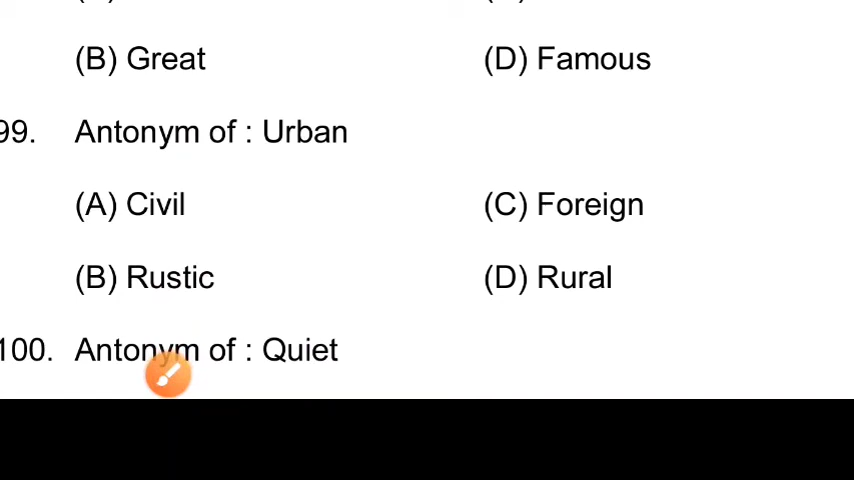 (B) Great (D) Famous
99. Antonym of : Urban
(A) Civil (C) Foreign
(B) Rustic (D) Rural
100. Antonym of : Quiet